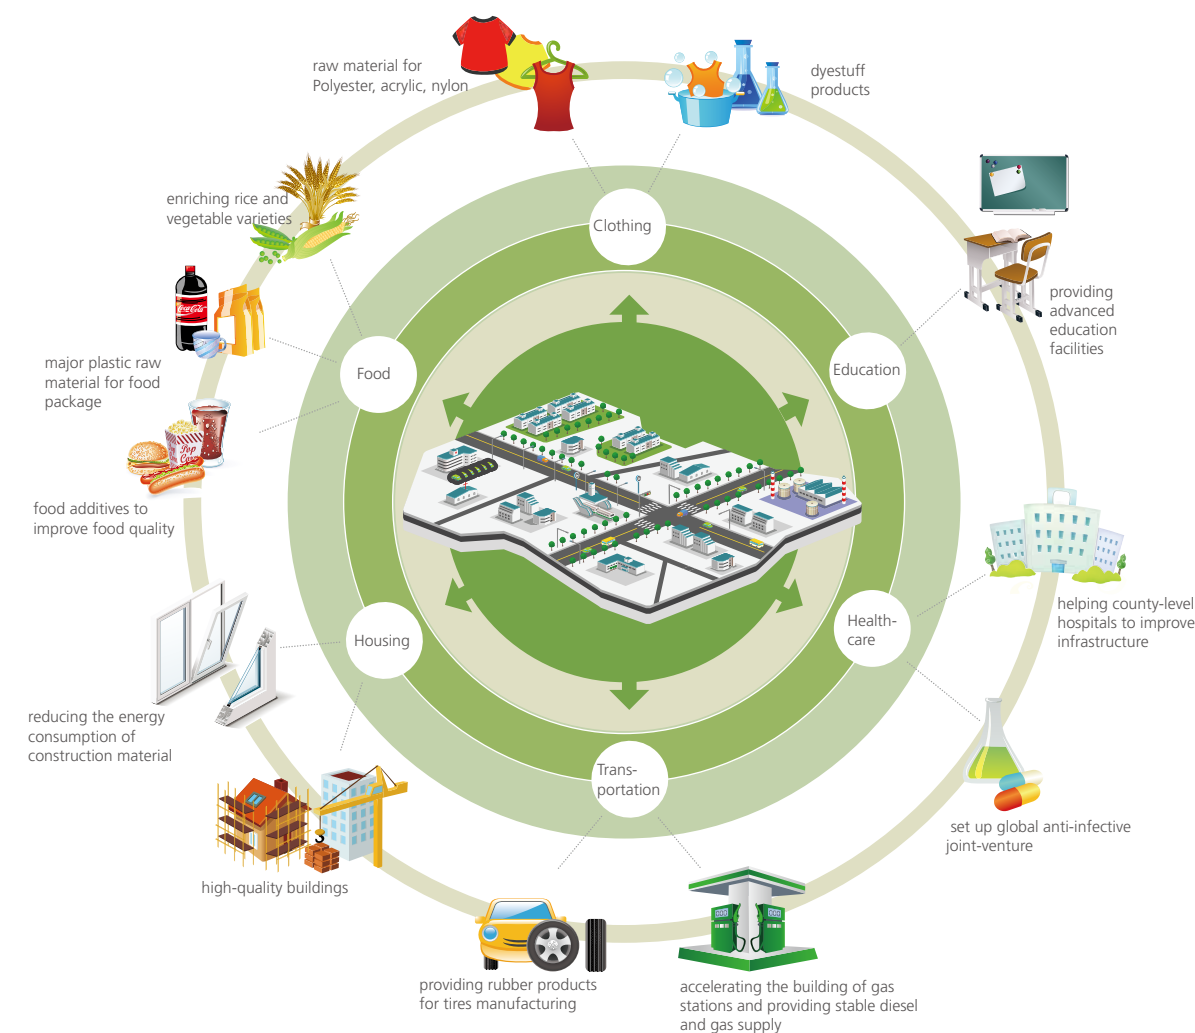 raw material for
Polyester, acrylic, nylon
dyestuff
products
enriching rice and
vegetable varieties
Clothing
Coca-Cola
providing
advanced
education
facilities
major plastic raw
material for food
package
Food
Education
Pop
Corn
food additives to
improve food quality
helping county-level
hospitals to improve
infrastructure
Housing
Health-
care
reducing the energy
consumption of
construction material
Trans-
portation
set up global anti-infective
joint-venture
high-quality buildings
providing rubber products
for tires manufacturing
accelerating the building of gas
stations and providing stable diesel
and gas supply